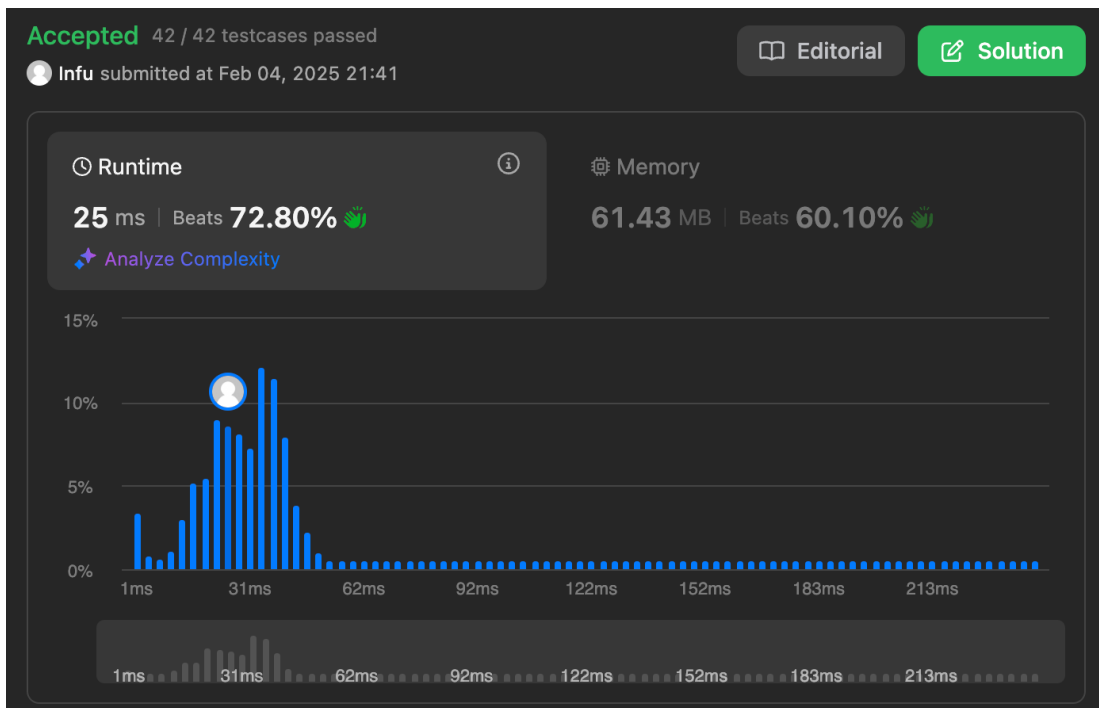 Accepted 42 / 42 testcases passed
Editorial
Solution
Infu submitted at Feb 04, 2025 21:41
Runtime
25 ms | Beats 72.80%
Analyze Complexity
Memory
61.43 MB | Beats 60.10%
15%
10%
5%
0%
1ms 31ms 62ms 92ms 122ms 152ms 183ms 213ms
1ms 31ms 62ms 92ms 122ms 152ms 183ms 213ms